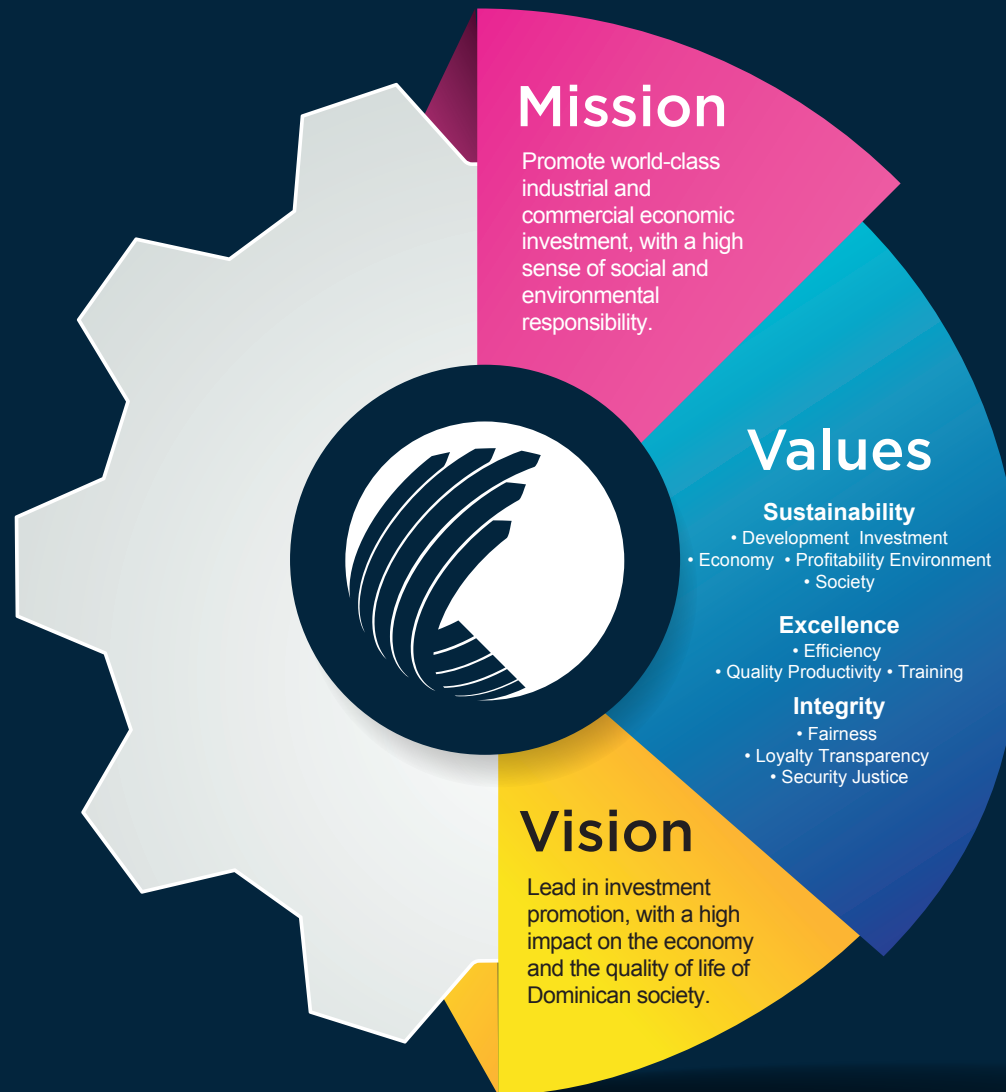 Mission
Promote world-class
industrial and
commercial economic
investment, with a high
sense of social and
environmental
responsibility.
Values
Sustainability
• Development Investment
• Economy • Profitability Environment
• Society
Excellence
• Efficiency
• Quality Productivity • Training
Integrity
• Fairness
• Loyalty Transparency
• Security Justice
Vision
Lead in investment
promotion, with a high
impact on the economy
and the quality of life of
Dominican society.